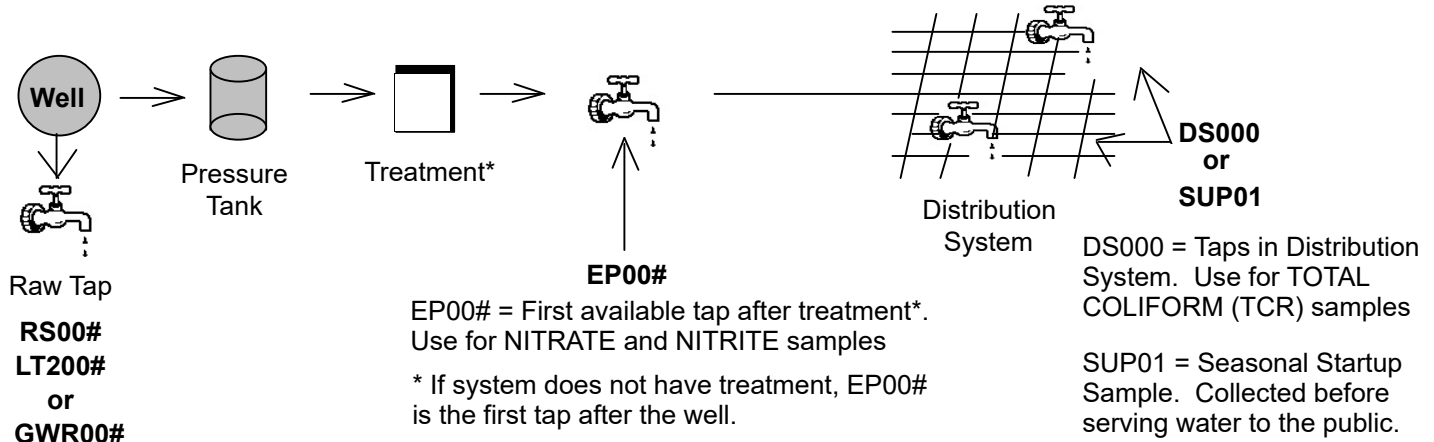 Well
Pressure
Tank
Treatment*
Raw Tap
RS00#
LT200#
or
GWR00#
EP00#
EP00# = First available tap after treatment*.
Use for NITRATE and NITRITE samples
* If system does not have treatment, EP00#
is the first tap after the well.
Distribution
System
DS000
or
SUP01
DS000 = Taps in Distribution
System. Use for TOTAL
COLIFORM (TCR) samples
SUP01 = Seasonal Startup
Sample. Collected before
serving water to the public.